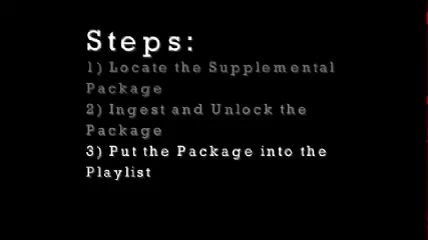 Steps:
1) Locate the Supplemental
Package
2) Ingest and Unlock the
Package
3) Put the Package into the
Playlist